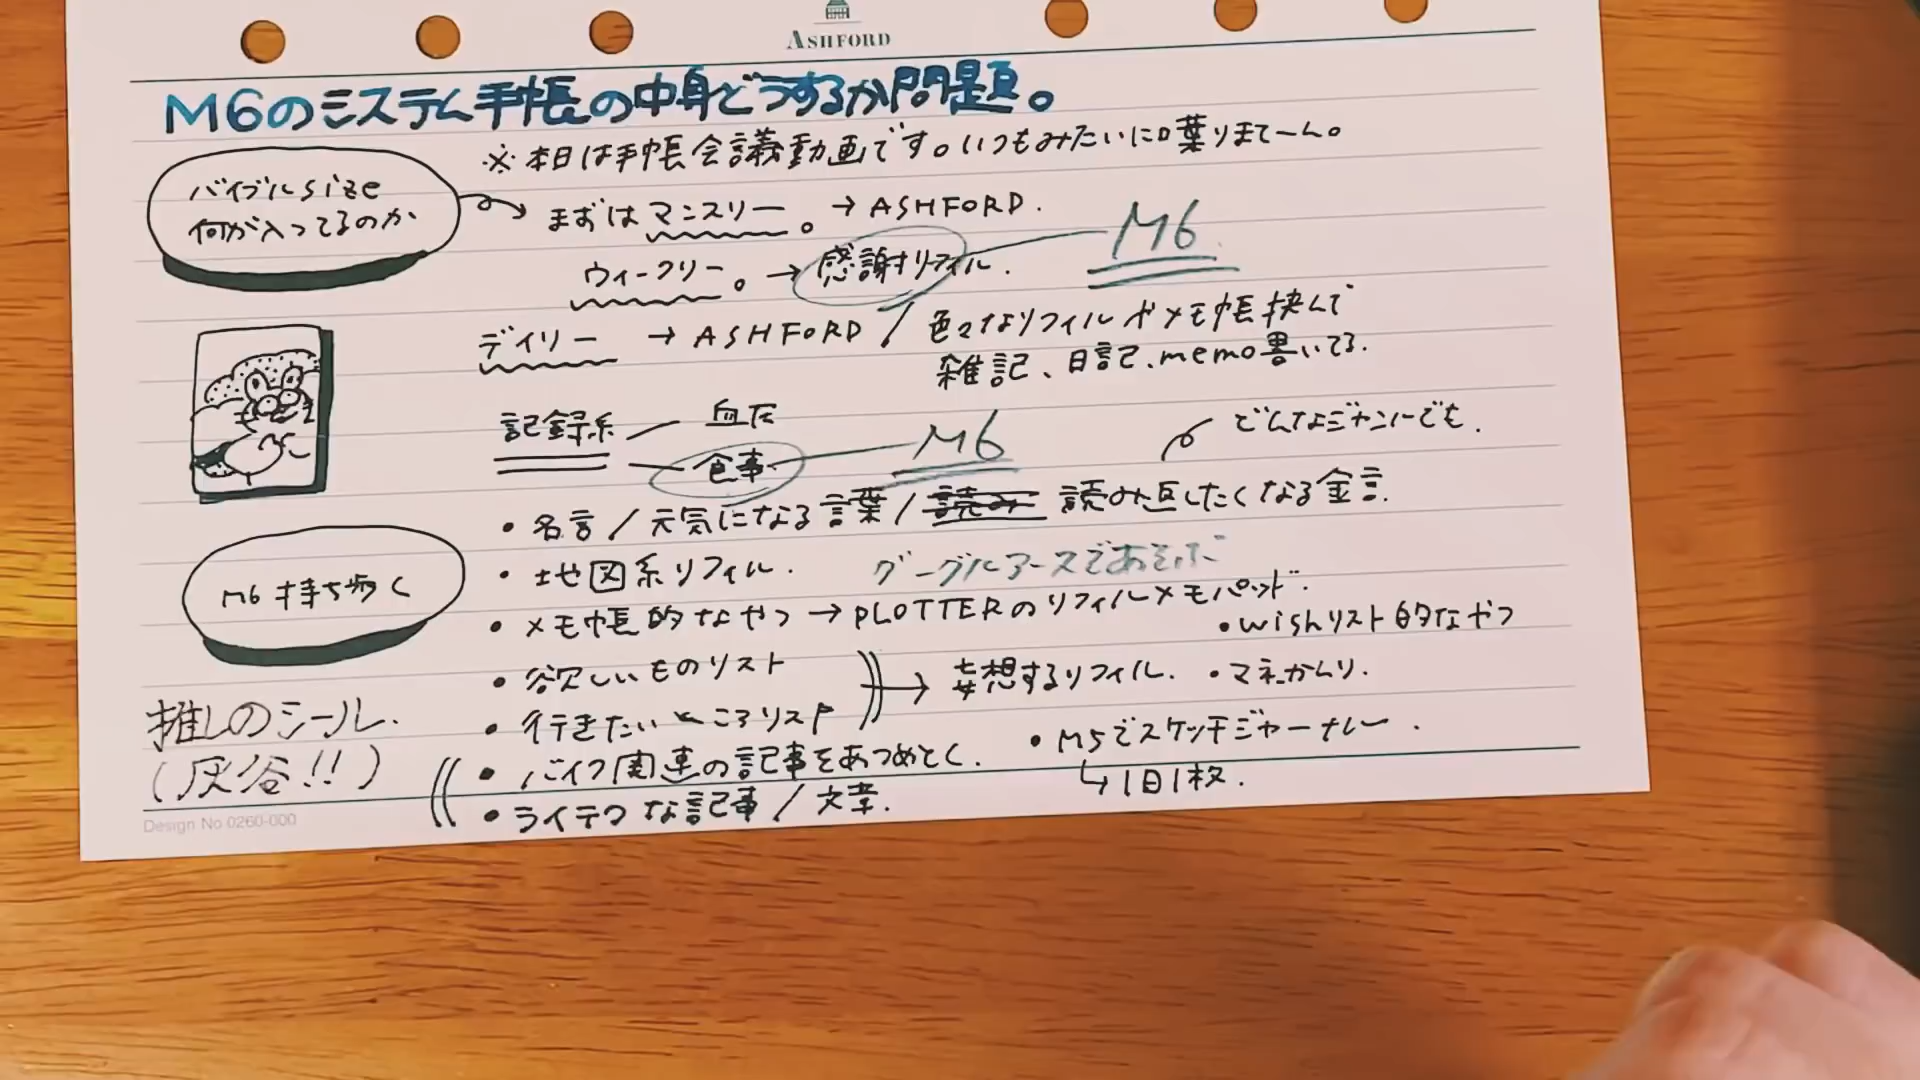 ASHFORD
M6のシステム手帳の中身どうするか問題。
※本日は手帳会議動画です。いつもみたいに喋りませーん。
バイブルsize
何が入ってるのか
まずはマンスリー。→ASHFORD.
ウィークリー。→感謝リフィル.
M6
デイリー → ASHFORD / 色々なリフィルやメモ帳挟んで
雑記、日記、memo書いてる.
記録系
血圧
食事
M6
どんなジャンルでも.
・名言/元気になる言葉/読み 読み返したくなる金言.
・地図系リフィル. グーグルアースであそぶ
M6持ち歩く
・メモ帳的なやつ→PLOTTERのリフィルメモパッド.
・wishリスト的なやつ
・欲しいものリスト
・行きたいところリスト
→妄想するリフィル.
・マネーかんり.
推しのシール.
(灰谷!!)
・バイク関連の記事をあつめとく.
・ライテクな記事/文章.
・M5でスケッチジャーナル.
↳1日1枚.
Design No 0260-000